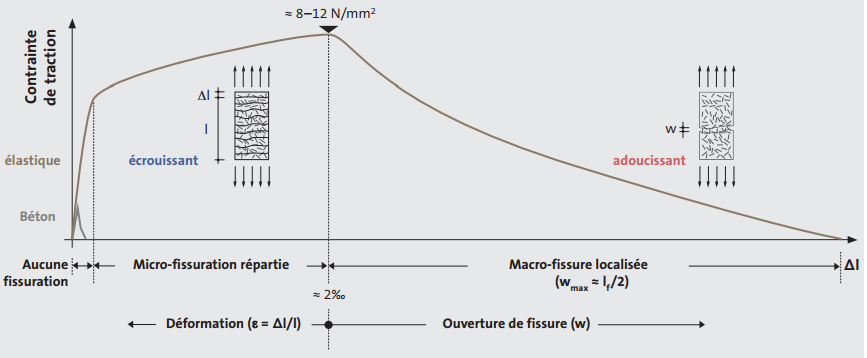 ≈ 8–12 N/mm²
Contrainte
de traction
Δl
l
élastique
écrouissant
w
adoucissant
Béton
Aucune
fissuration
Micro-fissuration répartie
Macro-fissure localisée
(wmax ≈ lf/2)
Δl
≈ 2‰
Déformation (ε = Δl/l)
Ouverture de fissure (w)